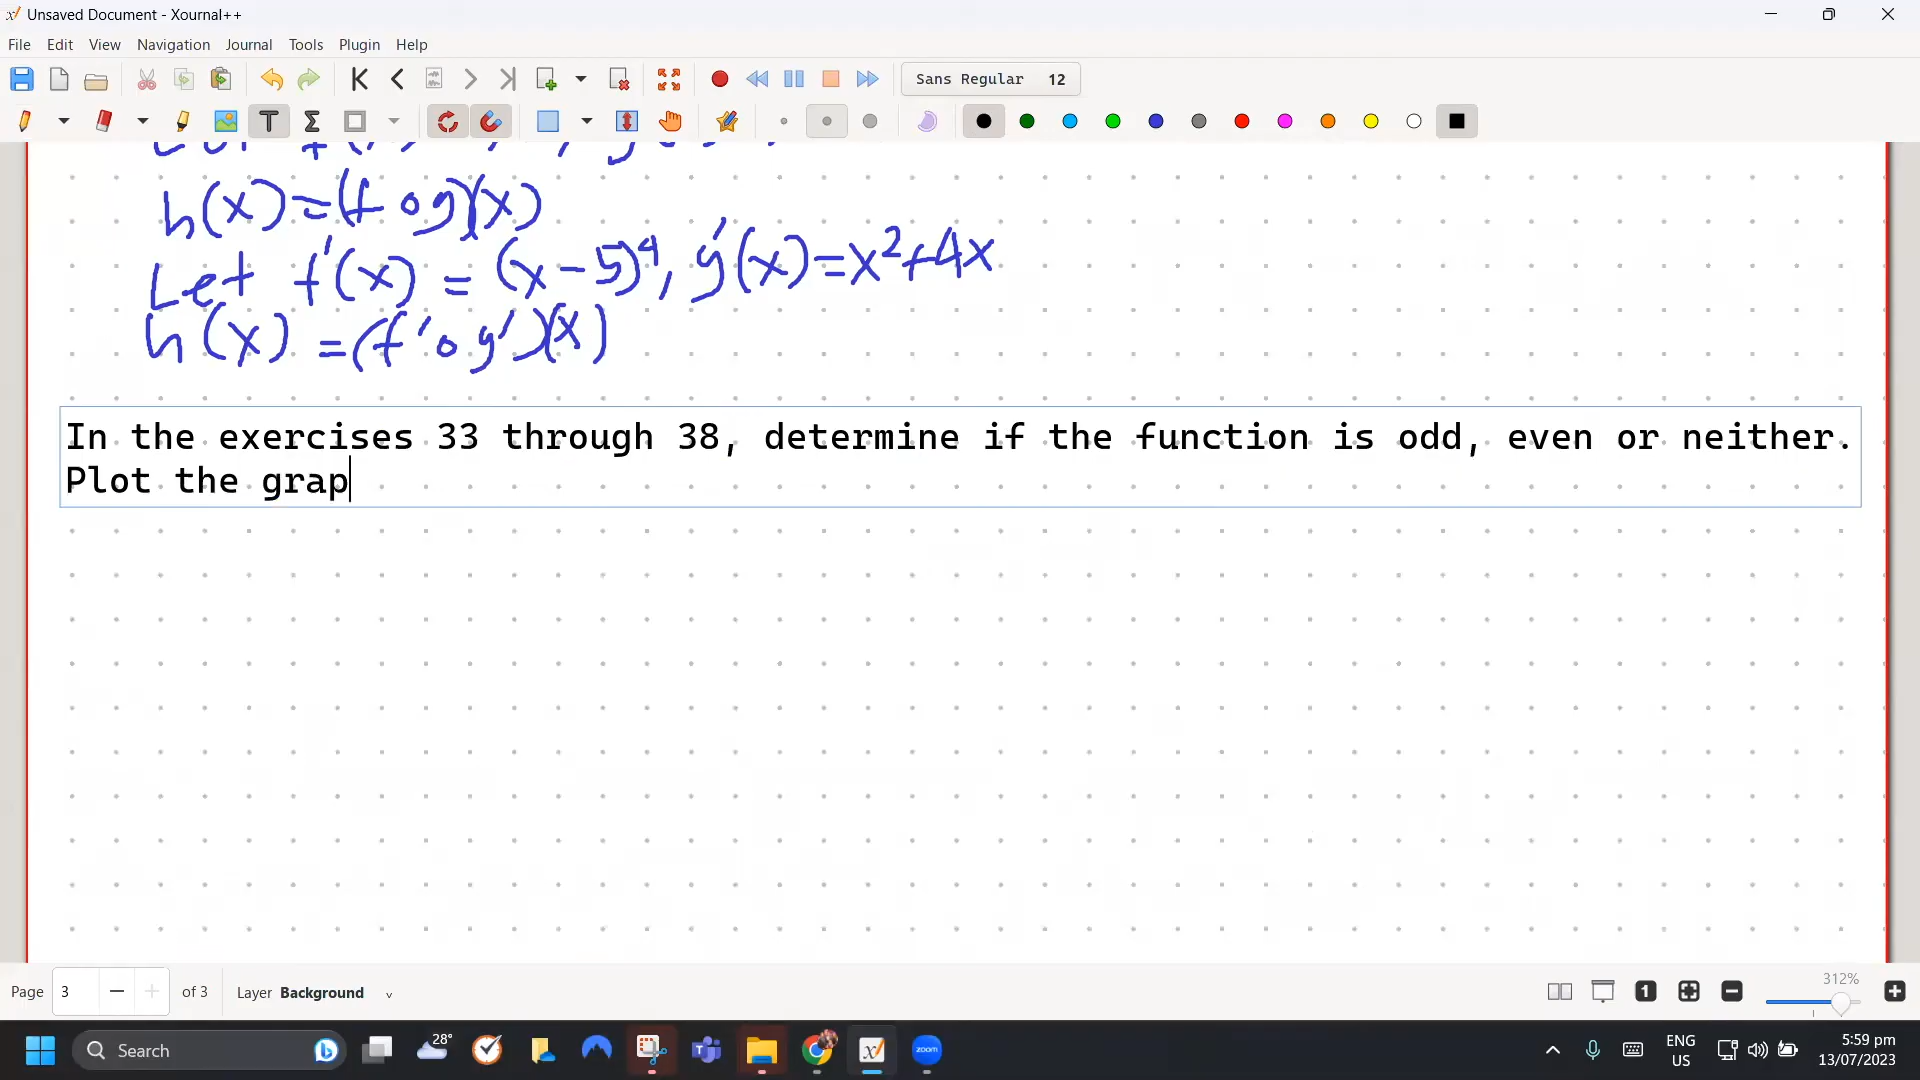 Unsaved Document - Xournal++
File Edit View Navigation Journal Tools Plugin Help
Sans Regular 12
h(x)=(f o g)(x)
Let f'(x) = (x-5)⁴, g'(x)=x²+4x
h(x) =(f'o g')(x)
In the exercises 33 through 38, determine if the function is odd, even or neither.
Plot the grap
312%
Page 3 of 3 Layer Background
Search
28°
zoom
ENG
US
5:59 pm
13/07/2023